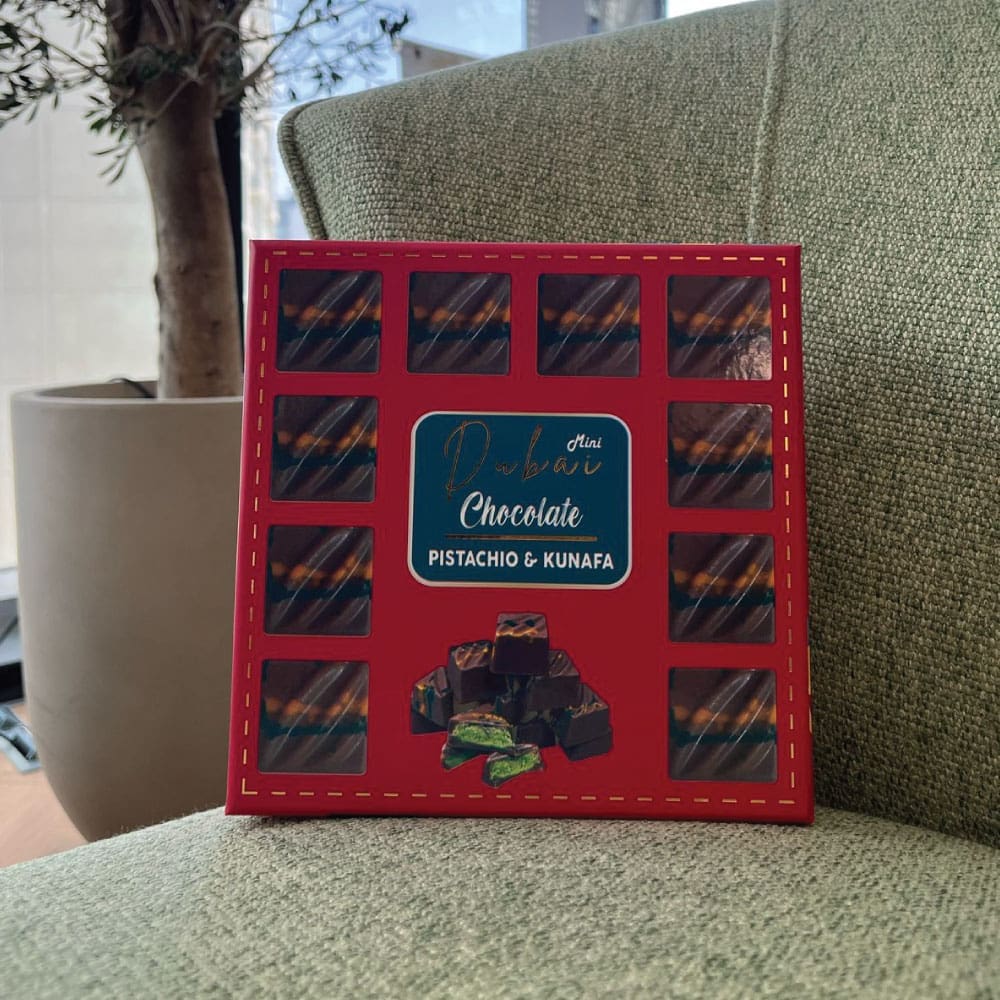 Mini
Dubai
Chocolate
PISTACHIO & KUNAFA